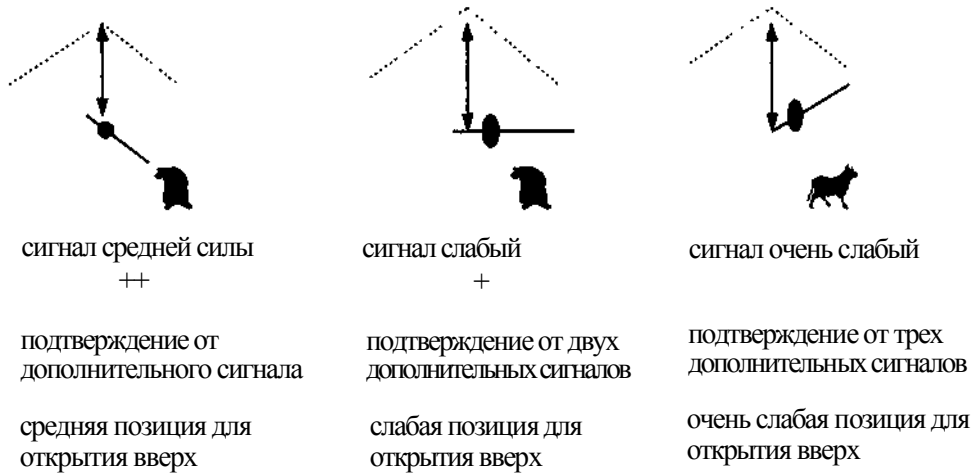 сигнал средней силы
++
подтверждение от
дополнительного сигнала
средняя позиция для
открытия вверх
сигнал слабый
+
подтверждение от двух
дополнительных сигналов
слабая позиция для
открытия вверх
сигнал очень слабый
подтверждение от трех
дополнительных сигналов
очень слабая позиция для
открытия вверх